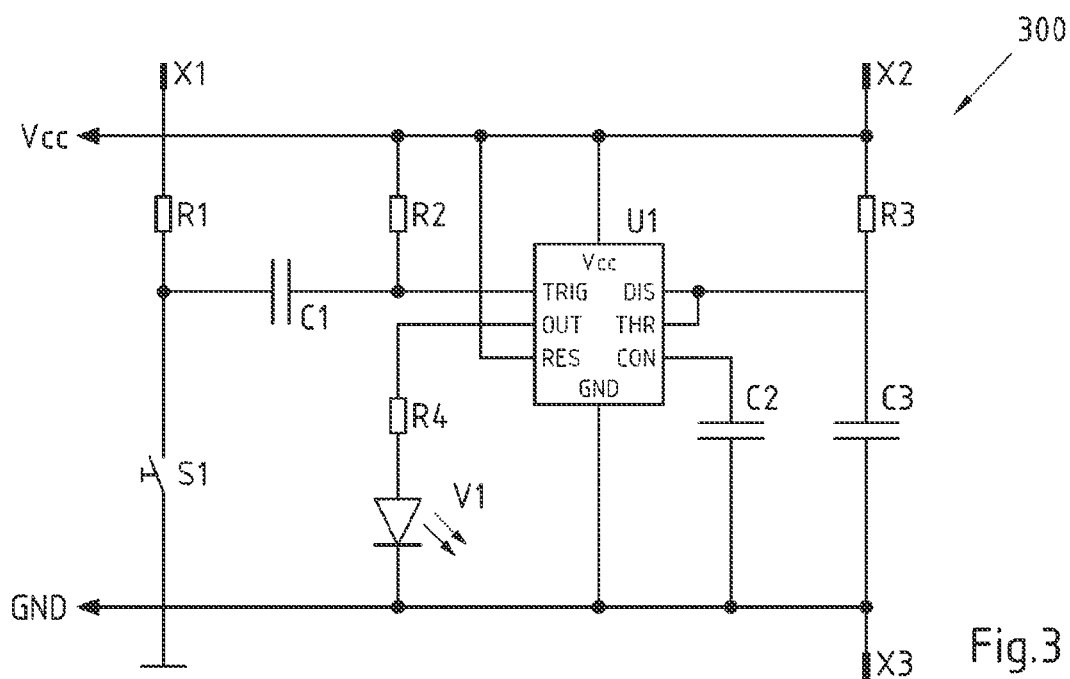 300
X1
X2
Vcc
R1
R2
R3
U1
Vcc
TRIG
DIS
C1
OUT
THR
RES
CON
GND
R4
C2
C3
S1
V1
GND
Fig.3
X3